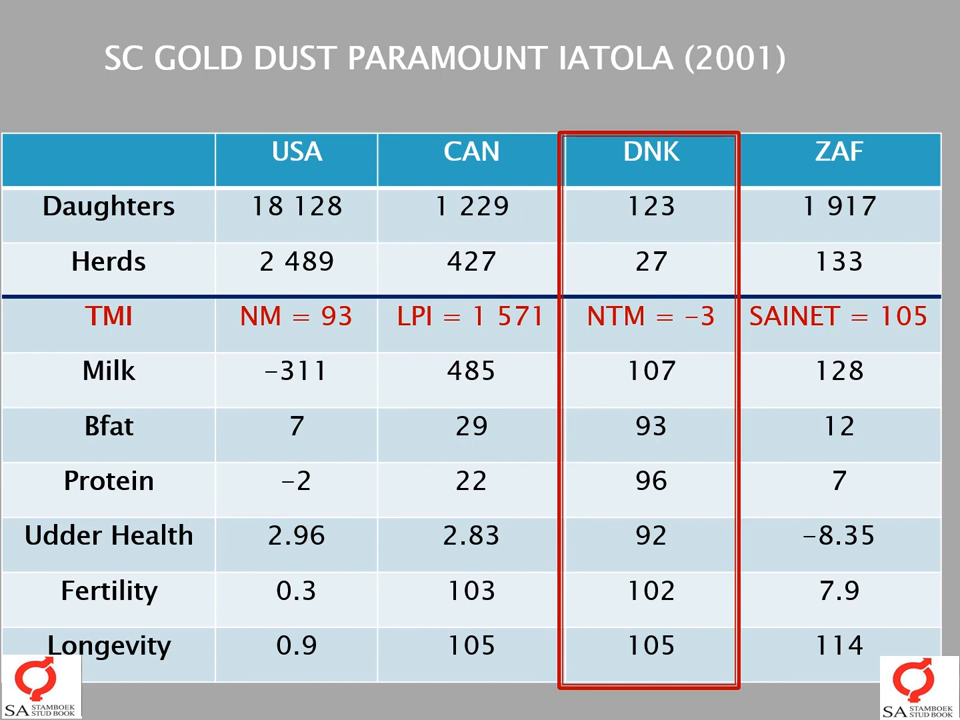 SC GOLD DUST PARAMOUNT IATOLA (2001)
USA CAN DNK ZAF
Daughters 18 128 1 229 123 1 917
Herds 2 489 427 27 133
TMI NM = 93 LPI = 1 571 NTM = -3 SAINET = 105
Milk -311 485 107 128
Bfat 7 29 93 12
Protein -2 22 96 7
Udder Health 2.96 2.83 92 -8.35
Fertility 0.3 103 102 7.9
Longevity 0.9 105 105 114
SA STAMBOEK STUD BOOK
SA STAMBOEK STUD BOOK